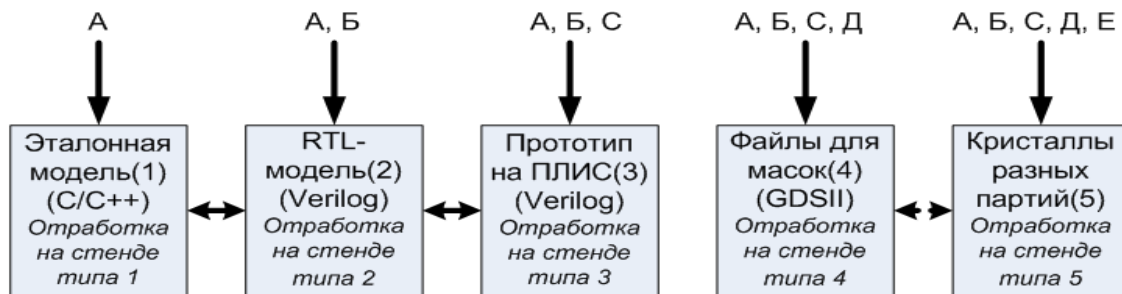 А
А, Б
А, Б, С
А, Б, С, Д
А, Б, С, Д, Е
Эталонная
модель(1)
(C/C++)
Отработка
на стенде
типа 1
RTL-
модель(2)
(Verilog)
Отработка
на стенде
типа 2
Прототип
на ПЛИС(3)
(Verilog)
Отработка
на стенде
типа 3
Файлы для
масок(4)
(GDSII)
Отработка
на стенде
типа 4
Кристаллы
разных
партий(5)
Отработка
на стенде
типа 5